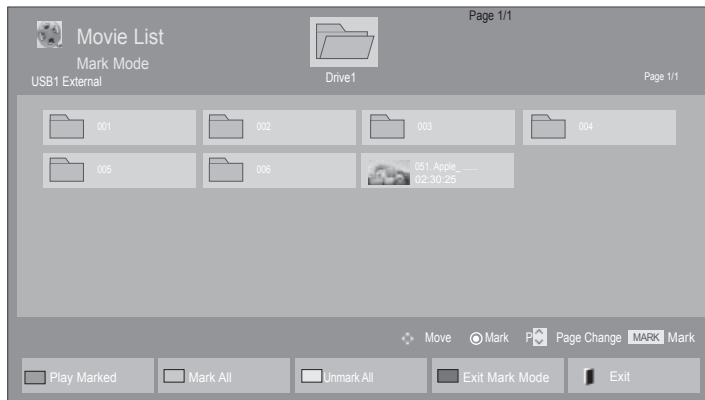 Page 1/1
Movie List
Mark Mode
USB1 External
Drive1
Page 1/1
001
002
003
004
005
006
051. Apple_ ......
02:30:25
Move
Mark
P
Page Change
MARK
Mark
Play Marked
Mark All
Unmark All
Exit Mark Mode
Exit